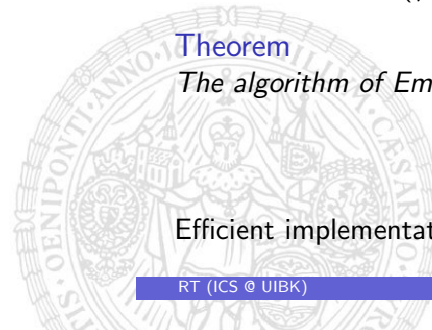 Theorem
The algorithm of Em
Efficient implementat
RT (ICS @ UIBK)